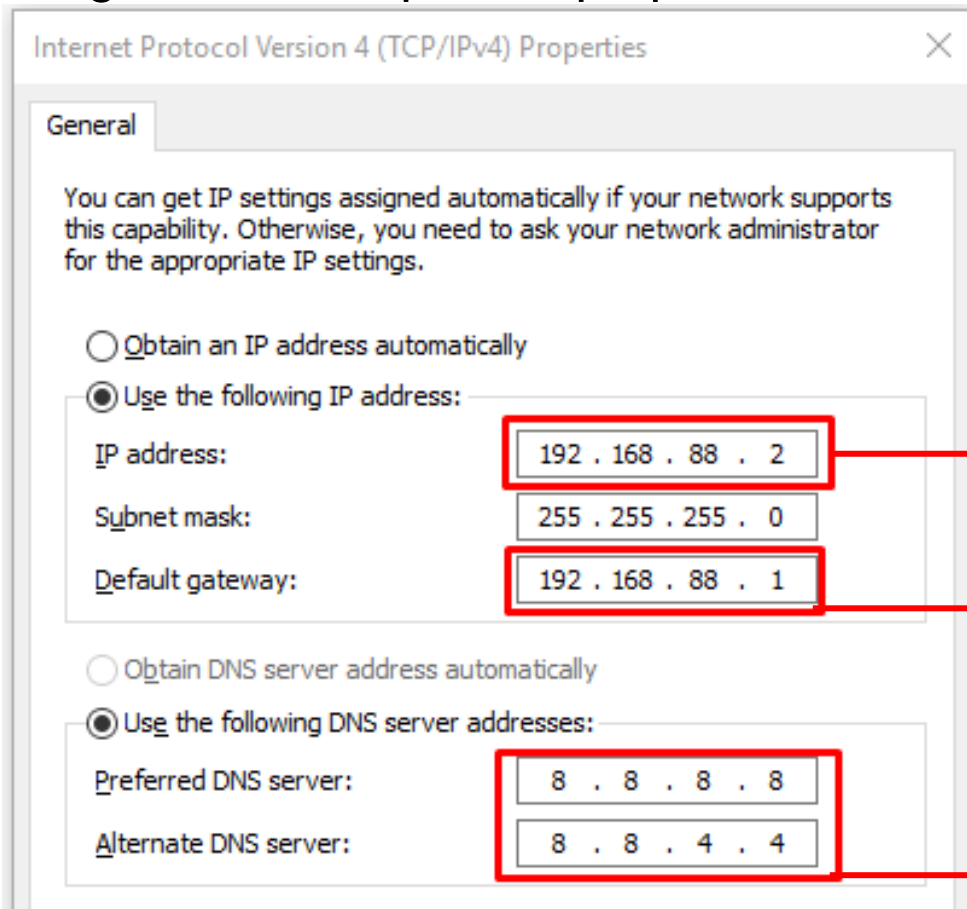 Internet Protocol Version 4 (TCP/IPv4) Properties
General
You can get IP settings assigned automatically if your network supports
this capability. Otherwise, you need to ask your network administrator
for the appropriate IP settings.
Obtain an IP address automatically
Use the following IP address:
IP address: 192 . 168 . 88 . 2
Subnet mask: 255 . 255 . 255 . 0
Default gateway: 192 . 168 . 88 . 1
Obtain DNS server address automatically
Use the following DNS server addresses:
Preferred DNS server: 8 . 8 . 8 . 8
Alternate DNS server: 8 . 8 . 4 . 4